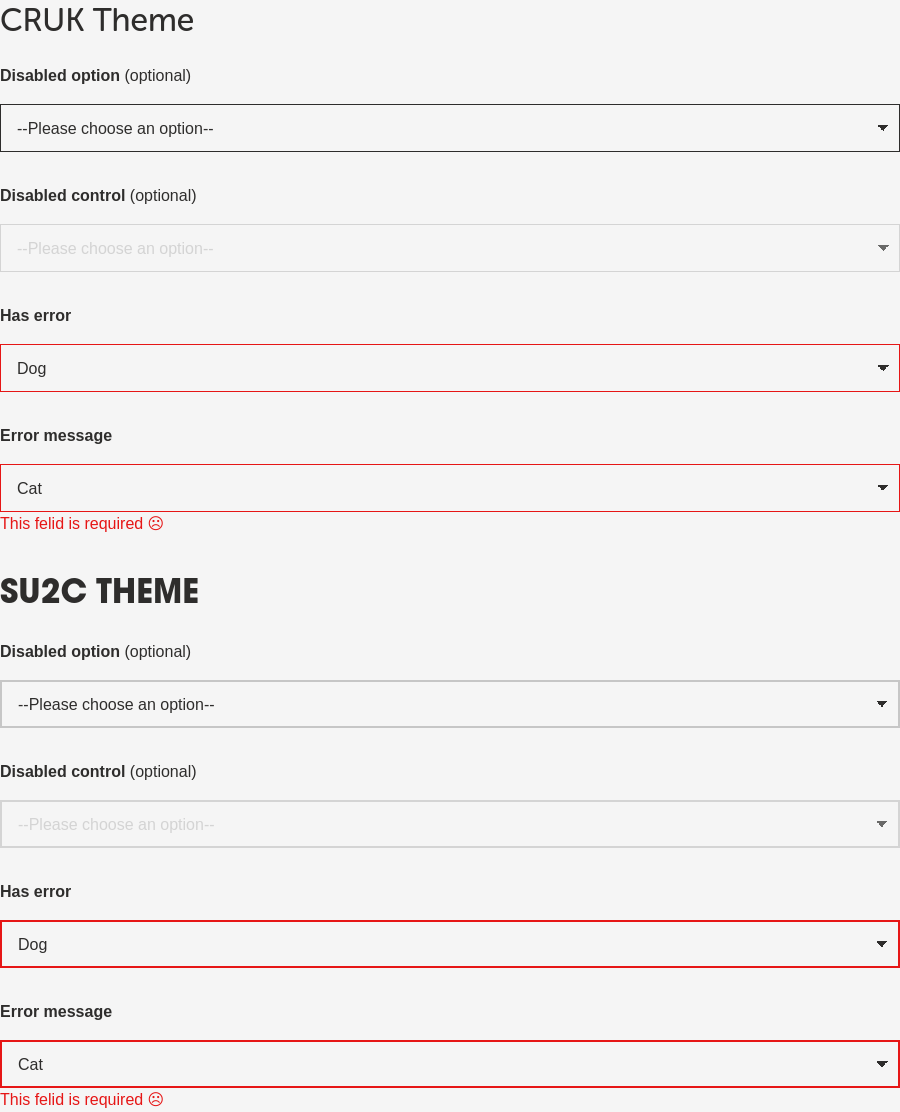 CRUK Theme
Disabled option (optional)
--Please choose an option--
Disabled control (optional)
--Please choose an option--
Has error
Dog
Error message
Cat
This felid is required ☹
SU2C THEME
Disabled option (optional)
--Please choose an option--
Disabled control (optional)
--Please choose an option--
Has error
Dog
Error message
Cat
This felid is required ☹